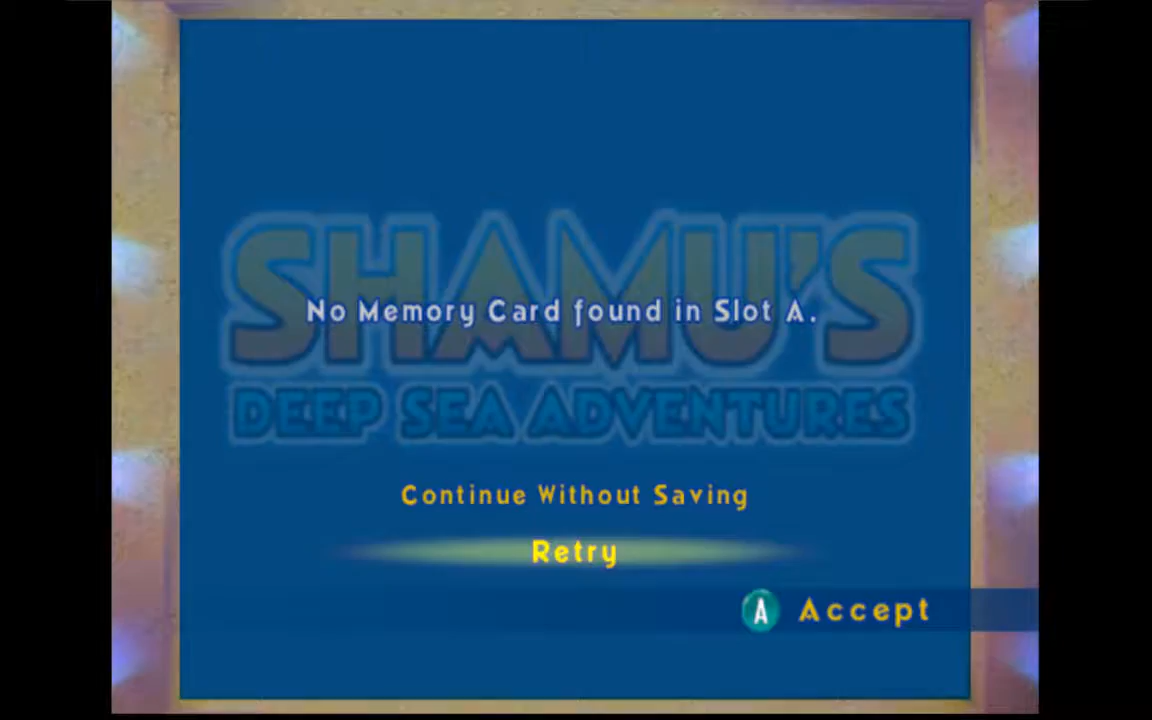 SHAMU'S
No Memory Card found in Slot A.
DEEP SEA ADVENTURES
Continue Without Saving
Retry
A Accept